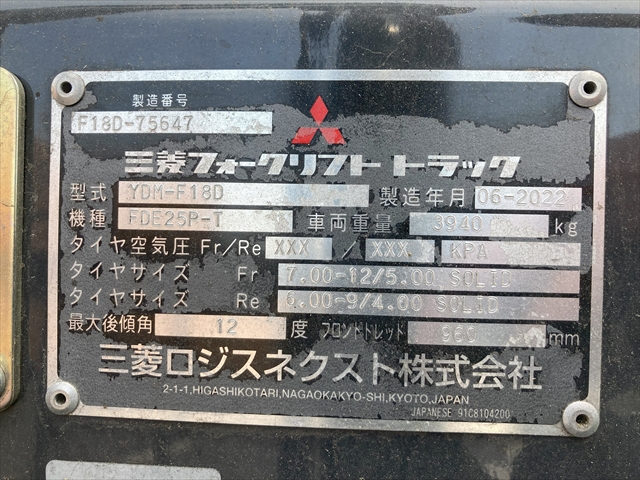 製造番号
F18D-75647
三菱フォークリフト トラック
型式 YDM-F18D 製造年月 06-2022
機種 FDE25P-T 車両重量 3940 kg
タイヤ空気圧 Fr/Re XXX / XXX KPA
タイヤサイズ Fr 7.00-12/5.00 SOLID
タイヤサイズ Re 6.00-9/4.00 SOLID
最大後傾角 12 度 フロントトレッド 960 mm
三菱ロジスネクスト株式会社
2-1-1,HIGASHIKOTARI,NAGAOKAKYO-SHI,KYOTO,JAPAN
JAPANESE 91C8104200